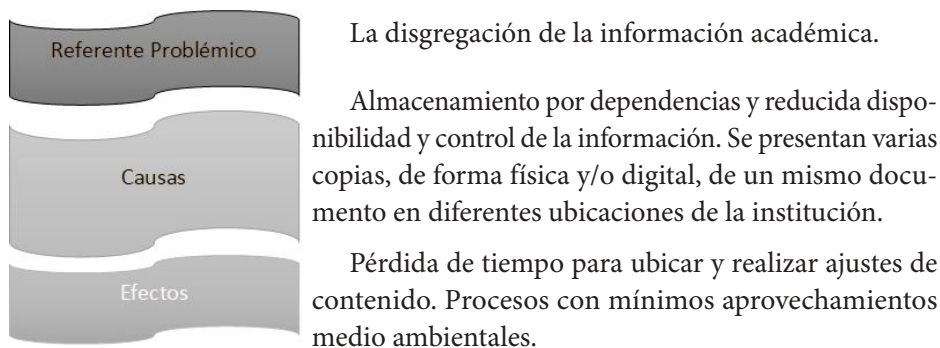 Referente Problémico
La disgregación de la información académica.
Causas
Almacenamiento por dependencias y reducida dispo-
nibilidad y control de la información. Se presentan varias
copias, de forma física y/o digital, de un mismo docu-
mento en diferentes ubicaciones de la institución.
Efectos
Pérdida de tiempo para ubicar y realizar ajustes de
contenido. Procesos con mínimos aprovechamientos
medio ambientales.